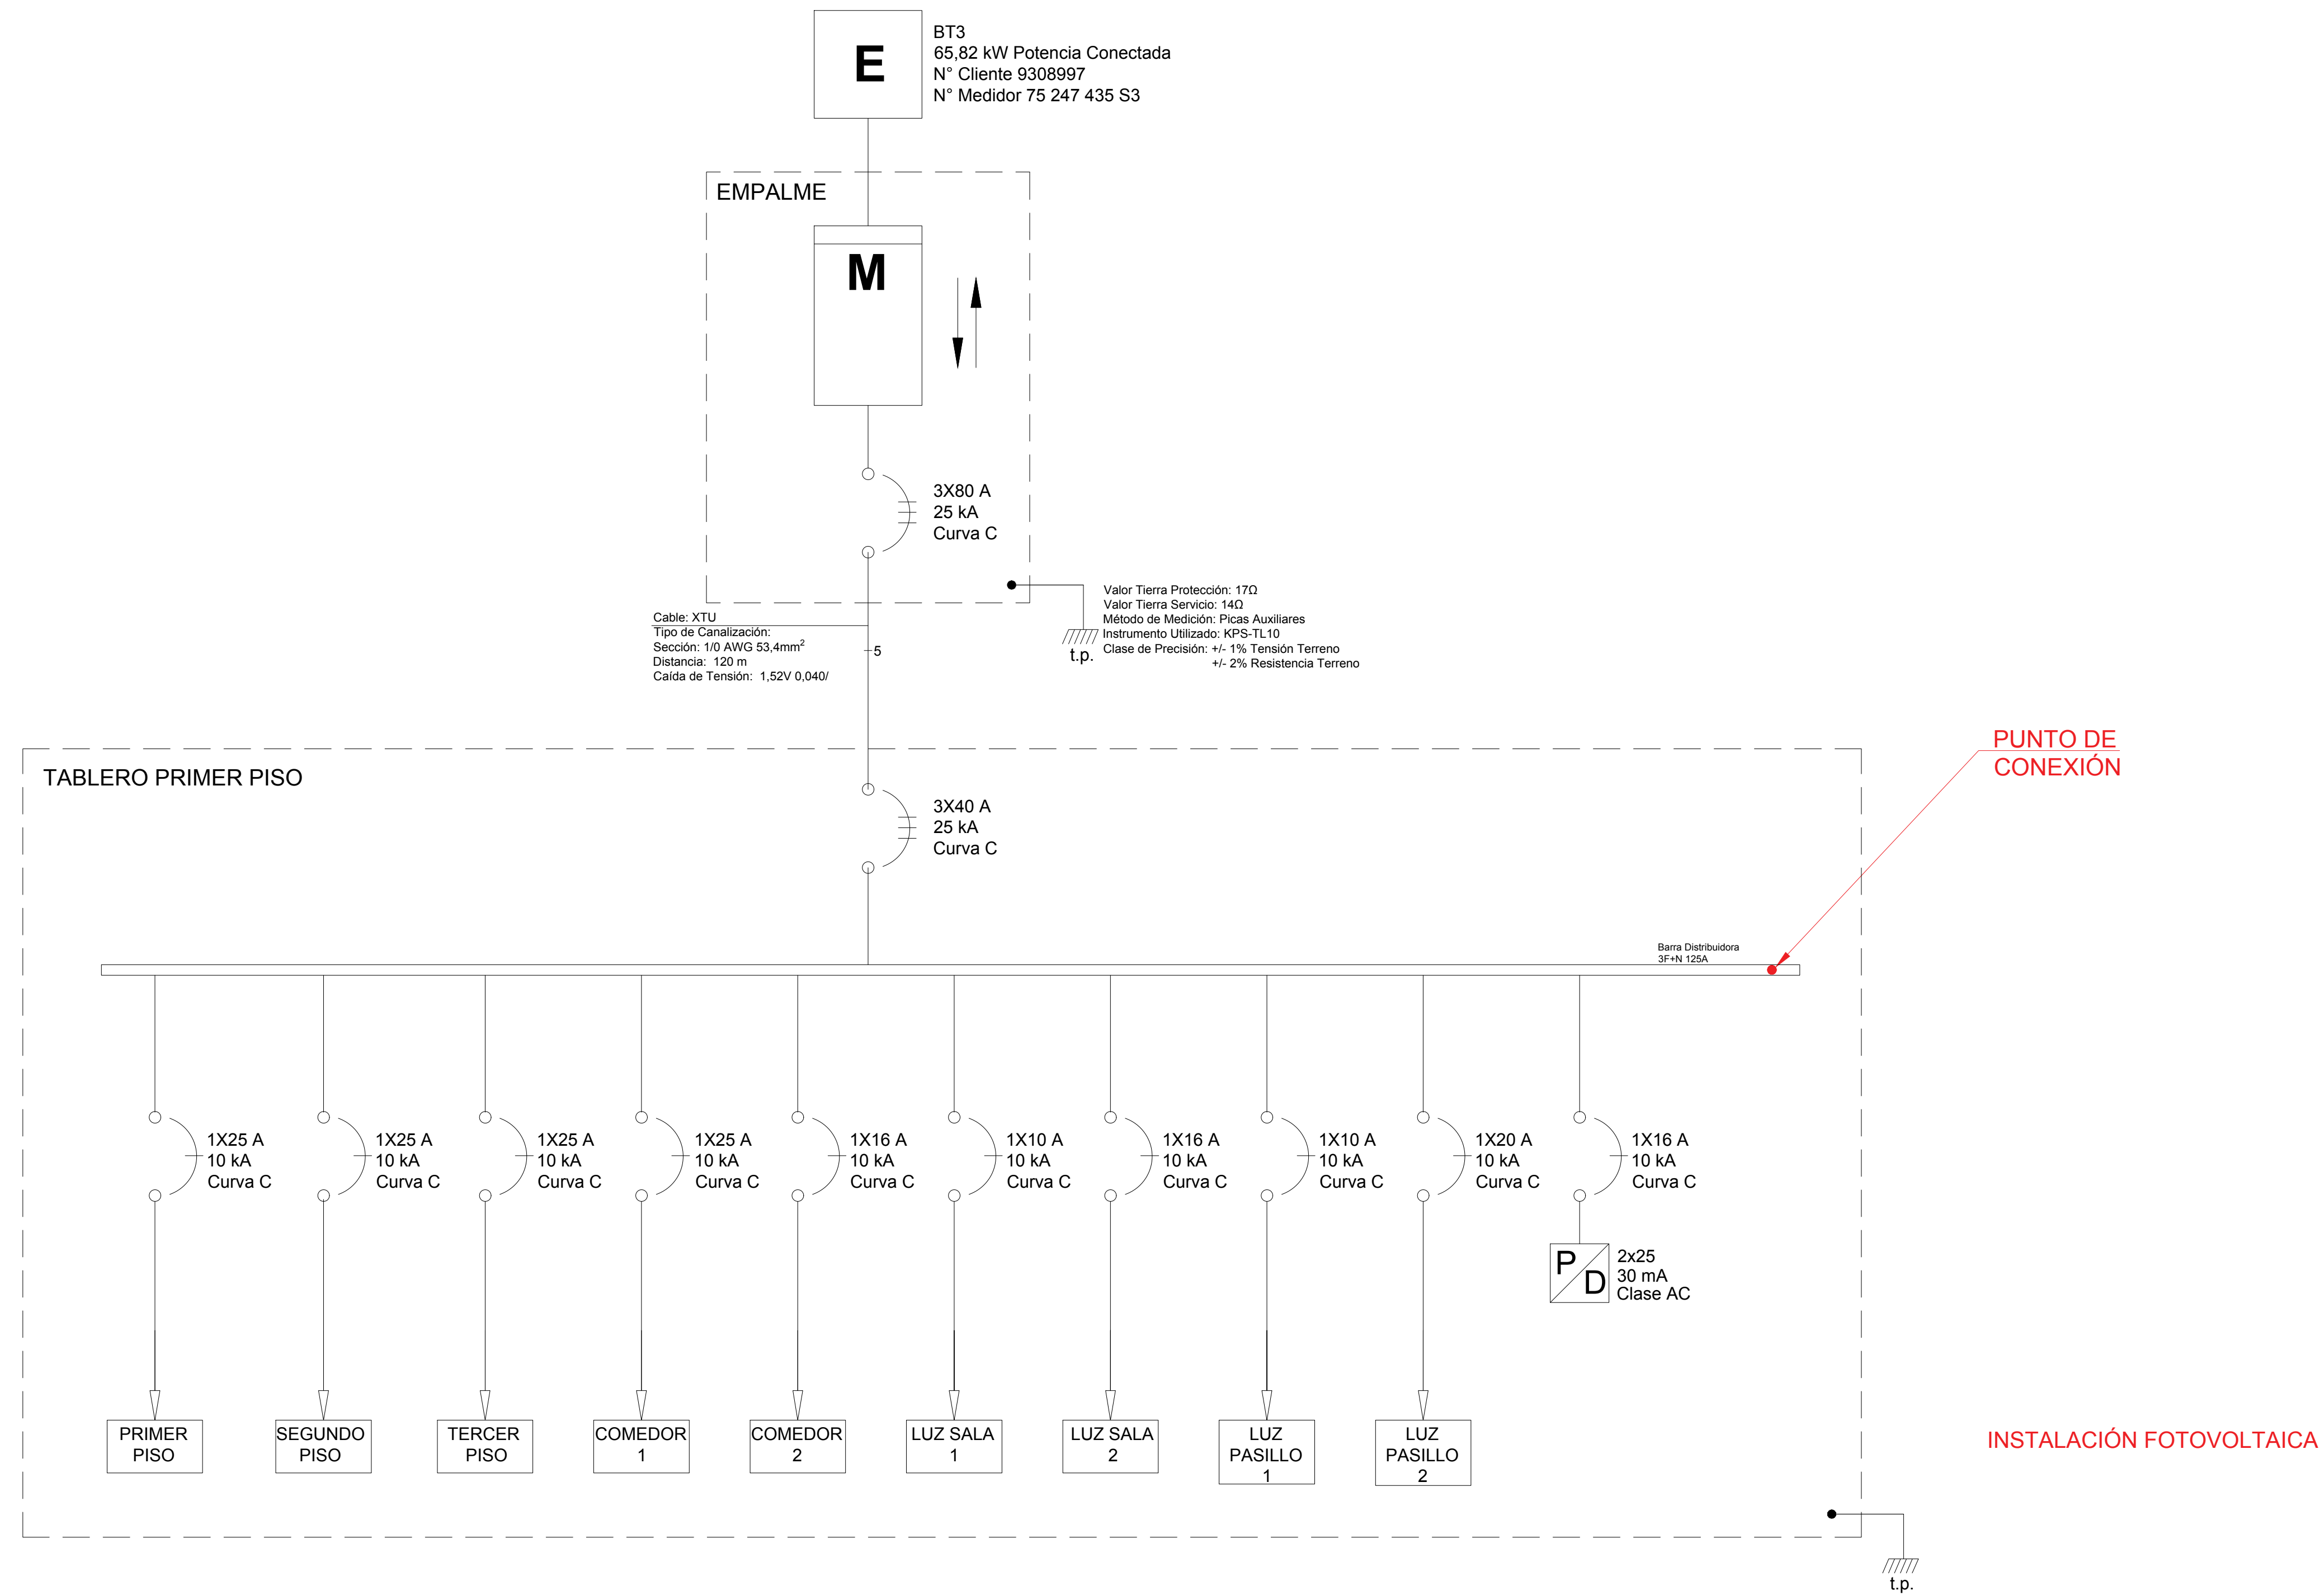 E
BT3
65,82 kW Potencia Conectada
N° Cliente 9308997
N° Medidor 75 247 435 S3
EMPALME
M
3X80 A
25 kA
Curva C
Valor Tierra Protección: 17Ω
Valor Tierra Servicio: 14Ω
Método de Medición: Picas Auxiliares
Instrumento Utilizado: KPS-TL10
Clase de Precisión: +/- 1% Tensión Terreno
+/- 2% Resistencia Terreno
t.p.
Cable: XTU
Tipo de Canalización:
Sección: 1/0 AWG 53,4mm²
Distancia: 120 m
Caída de Tensión: 1,52V 0,040/
5
PUNTO DE
CONEXIÓN
TABLERO PRIMER PISO
3X40 A
25 kA
Curva C
Barra Distribuidora
3F+N 125A
1X25 A
10 kA
Curva C
1X25 A
10 kA
Curva C
1X25 A
10 kA
Curva C
1X25 A
10 kA
Curva C
1X16 A
10 kA
Curva C
1X10 A
10 kA
Curva C
1X16 A
10 kA
Curva C
1X10 A
10 kA
Curva C
1X20 A
10 kA
Curva C
1X16 A
10 kA
Curva C
P
D
2x25
30 mA
Clase AC
PRIMER
PISO
SEGUNDO
PISO
TERCER
PISO
COMEDOR
1
COMEDOR
2
LUZ SALA
1
LUZ SALA
2
LUZ
PASILLO
1
LUZ
PASILLO
2
INSTALACIÓN FOTOVOLTAICA
t.p.